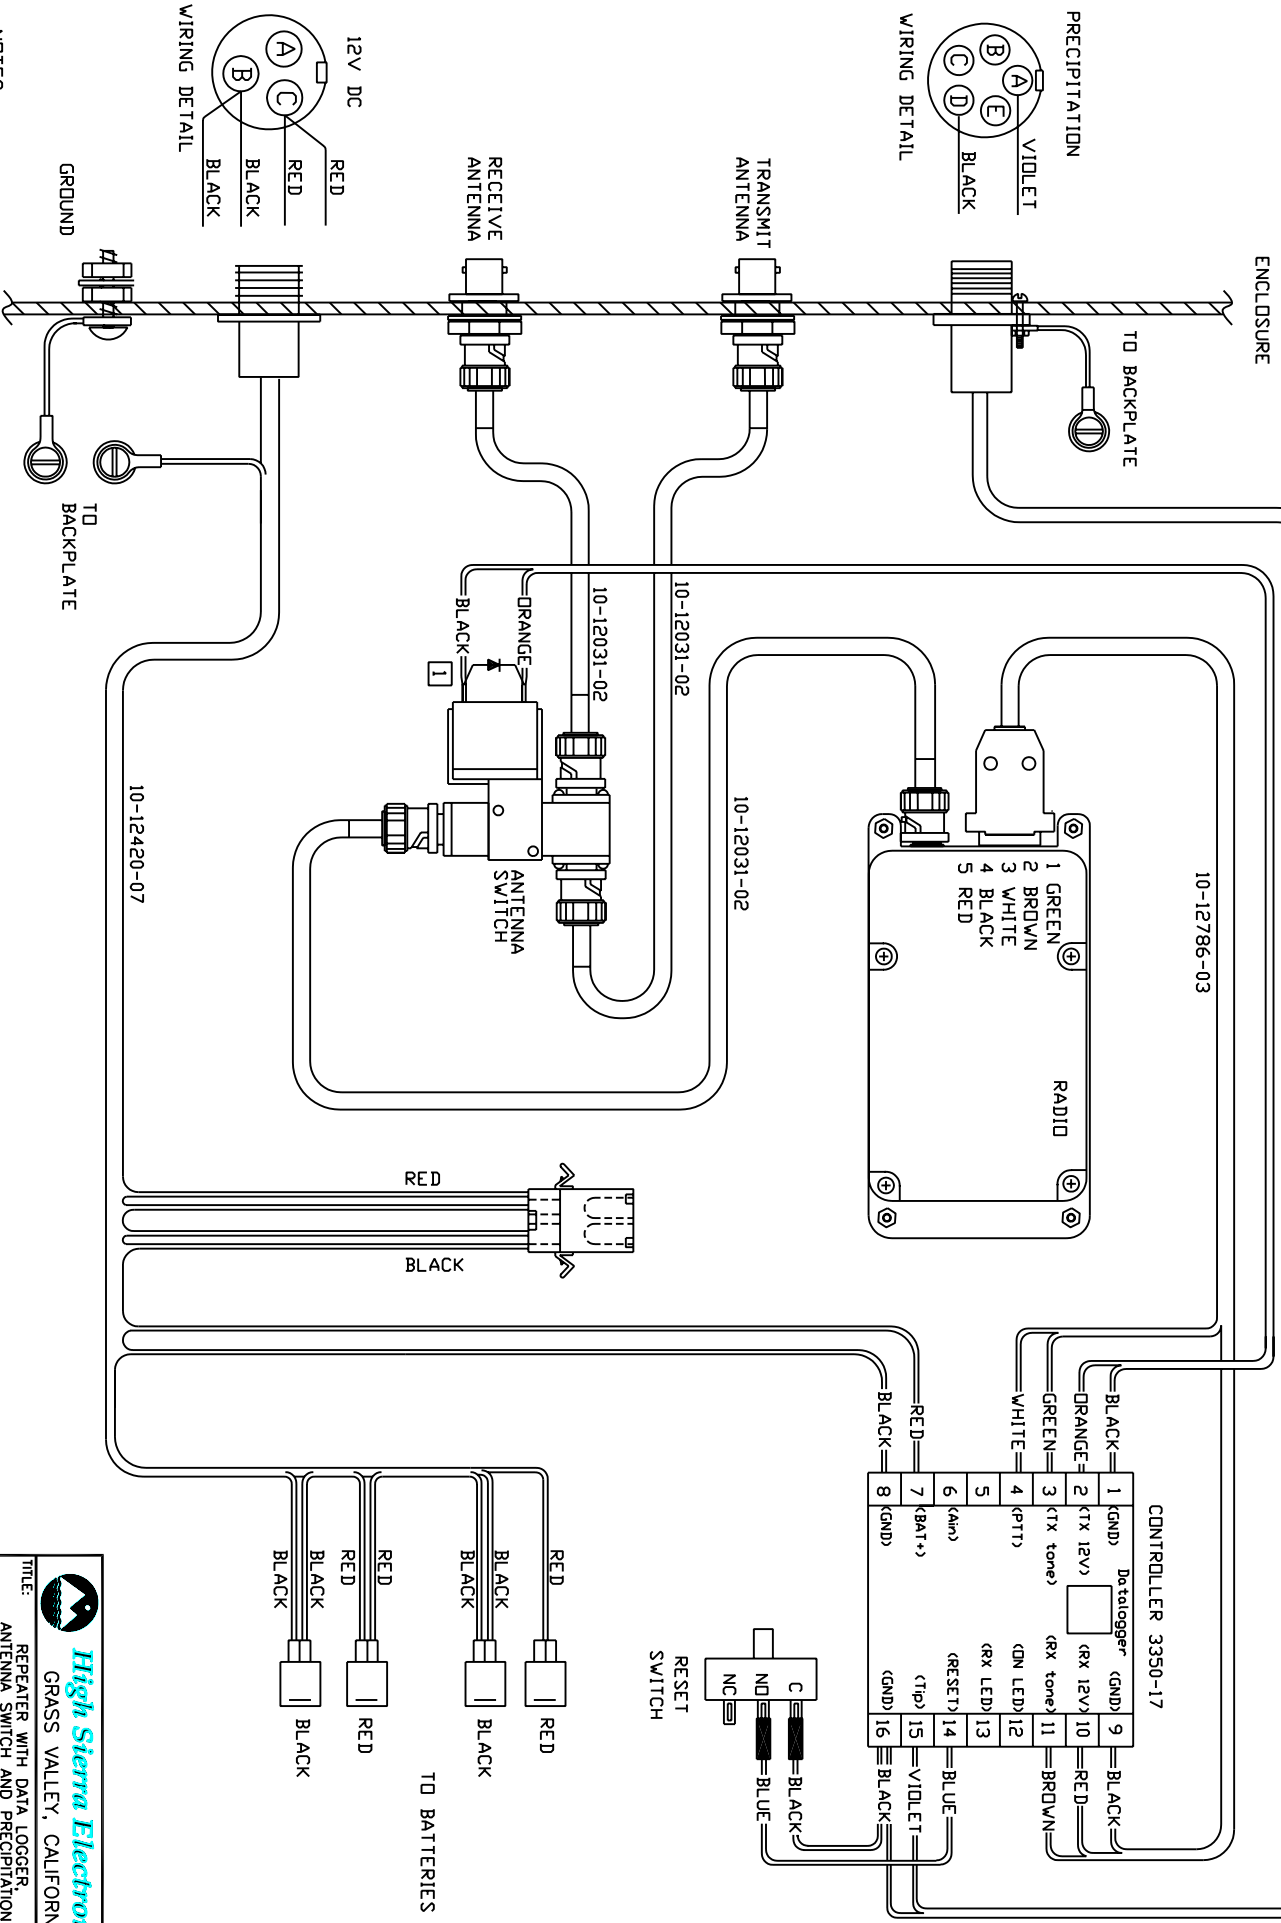 ENCLOSURE
PRECIPITATION
A
B
C
D
E
VIOLET
BLACK
WIRING DETAIL
TO BACKPLATE
TRANSMIT
ANTENNA
RECEIVE
ANTENNA
12V DC
A
B
C
RED
RED
BLACK
BLACK
WIRING DETAIL
GROUND
TO
BACKPLATE
10-12031-02
10-12031-02
10-12031-02
ORANGE
BLACK
1
ANTENNA
SWITCH
10-12420-07
10-12786-03
1 GREEN
2 BROWN
3 WHITE
4 BLACK
5 RED
RADIO
RED
BLACK
CONTROLLER 3350-17
Datalogger
BLACK 1 (GND)
ORANGE 2 (TX 12V)
GREEN 3 (TX tone)
WHITE 4 (PTT)
5
6 (Ain)
RED 7 (BAT+)
BLACK 8 (GND)
(GND) 9 BLACK
(RX 12V) 10 RED
(RX tone) 11 BROWN
(ON LED) 12
(RX LED) 13
(RESET) 14 BLUE
(Tip) 15 VIOLET
(GND) 16 BLACK
RESET
SWITCH
C BLACK
NO BLUE
NC
RED RED
BLACK
BLACK BLACK
RED
RED RED
BLACK
BLACK BLACK
TO BATTERIES
High Sierra Electron
GRASS VALLEY, CALIFORN
TITLE:
REPEATER WITH DATA LOGGER,
ANTENNA SWITCH AND PRECIPITATION